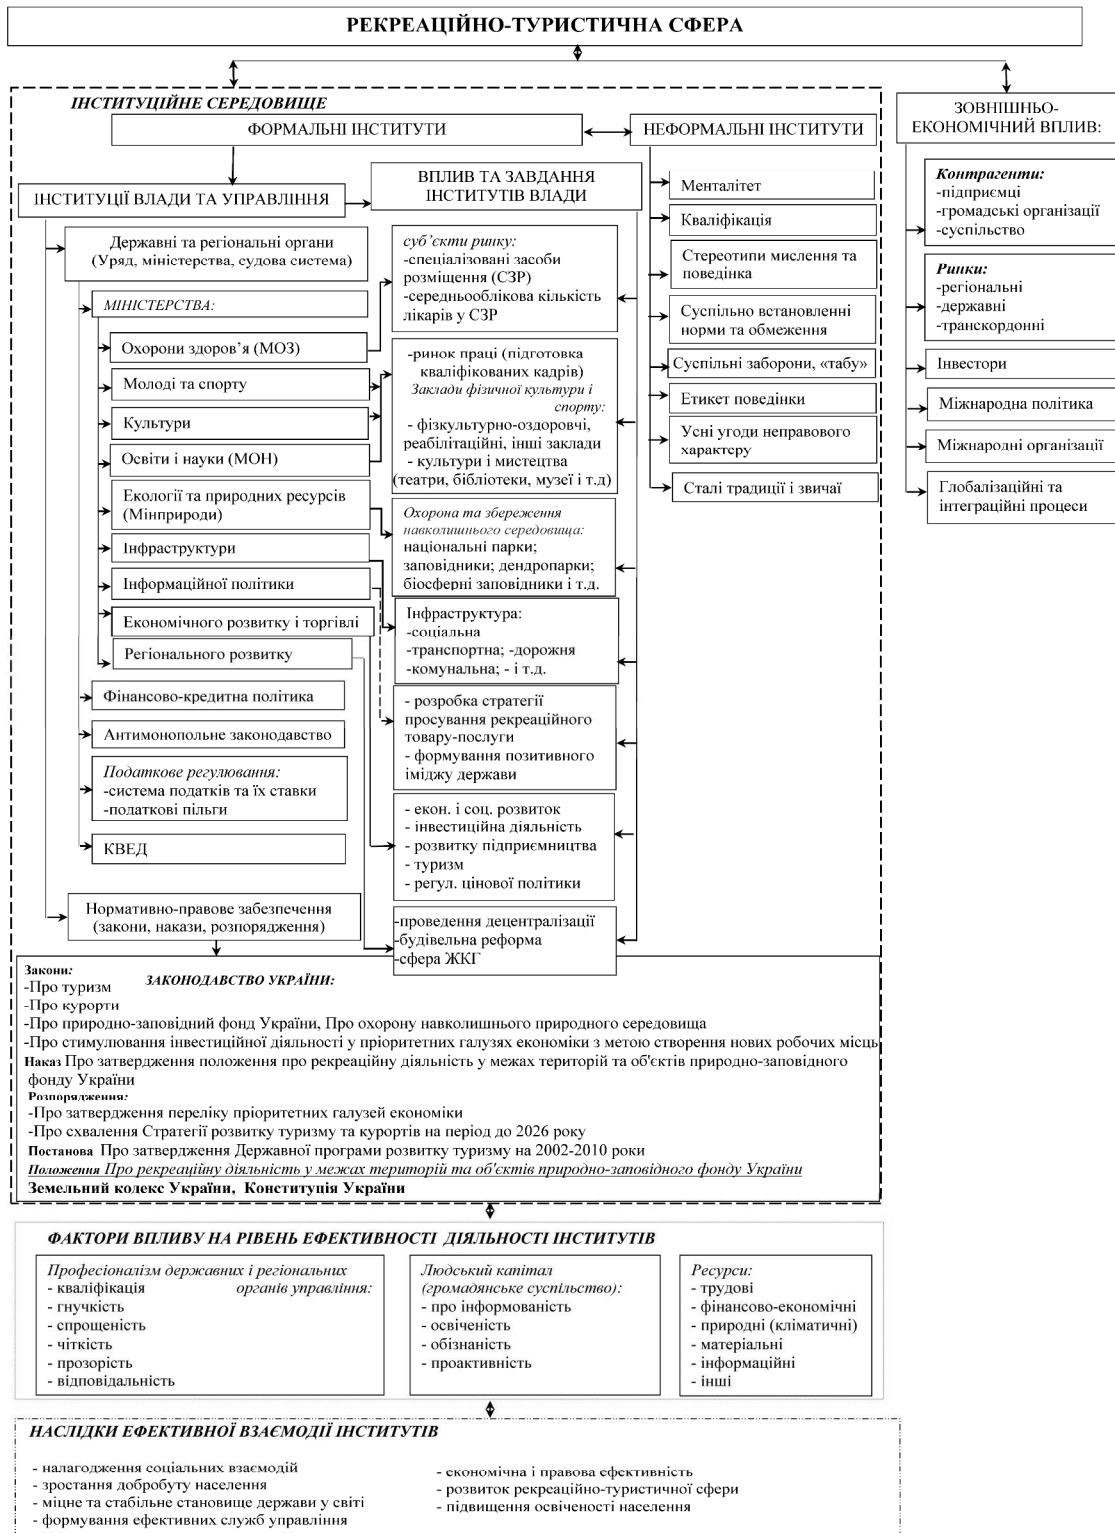 РЕКРЕАЦІЙНО-ТУРИСТИЧНА СФЕРА
ІНСТИТУЦІЙНЕ СЕРЕДОВИЩЕ
ФОРМАЛЬНІ ІНСТИТУТИ
НЕФОРМАЛЬНІ ІНСТИТУТИ
ЗОВНІШНЬО-
ЕКОНОМІЧНИЙ ВПЛИВ:
ІНСТИТУЦІЇ ВЛАДИ ТА УПРАВЛІННЯ
ВПЛИВ ТА ЗАВДАННЯ
ІНСТИТУТІВ ВЛАДИ
Державні та регіональні органи
(Уряд, міністерства, судова система)
МІНІСТЕРСТВА:
Охорони здоров’я (МОЗ)
Молоді та спорту
Культури
Освіти і науки (МОН)
Екології та природних ресурсів
(Мінприроди)
Інфраструктури
Інформаційної політики
Економічного розвитку і торгівлі
Регіонального розвитку
Фінансово-кредитна політика
Антимонопольне законодавство
Податкове регулювання:
-система податків та їх ставки
-податкові пільги
КВЕД
Нормативно-правове забезпечення
(закони, накази, розпорядження)
суб’єкти ринку:
-спеціалізовані засоби
розміщення (СЗР)
-середньооблікова кількість
лікарів у СЗР
-ринок праці (підготовка
кваліфікованих кадрів)
Заклади фізичної культури і
спорту:
- фізкультурно-оздоровчі,
реабілітаційні, інші заклади
- культури і мистецтва
(театри, бібліотеки, музеї і т.д)
Охорона та збереження
навколишнього середовища:
національні парки;
заповідники; дендропарки;
біосферні заповідники і т.д.
Інфраструктура:
-соціальна
-транспортна; -дорожня
-комунальна; - і т.д.
- розробка стратегії
просування рекреаційного
товару-послуги
- формування позитивного
іміджу держави
- екон. і соц. розвиток
- інвестиційна діяльність
- розвитку підприємництва
- туризм
- регул. цінової політики
-проведення децентралізації
-будівельна реформа
-сфера ЖКГ
Менталітет
Кваліфікація
Стереотипи мислення та
поведінка
Суспільно встановленні
норми та обмеження
Суспільні заборони, «табу»
Етикет поведінки
Усні угоди неправового
характеру
Сталі традиції і звичаї
Контрагенти:
-підприємці
-громадські організації
-суспільство
Ринки:
-регіональні
-державні
-транскордонні
Інвестори
Міжнародна політика
Міжнародні організації
Глобалізаційні та
інтеграційні процеси
Закони:
ЗАКОНОДАВСТВО УКРАЇНИ:
-Про туризм
-Про курорти
-Про природно-заповідний фонд України, Про охорону навколишнього природного середовища
-Про стимулювання інвестиційної діяльності у пріоритетних галузях економіки з метою створення нових робочих місць
Наказ Про затвердження положення про рекреаційну діяльність у межах територій та об'єктів природно-заповідного
фонду України
Розпорядження:
-Про затвердження переліку пріоритетних галузей економіки
-Про схвалення Стратегії розвитку туризму та курортів на період до 2026 року
Постанова Про затвердження Державної програми розвитку туризму на 2002-2010 роки
Положення Про рекреаційну діяльність у межах територій та об'єктів природно-заповідного фонду України
Земельний кодекс України, Конституція України
ФАКТОРИ ВПЛИВУ НА РІВЕНЬ ЕФЕКТИВНОСТІ ДІЯЛЬНОСТІ ІНСТИТУТІВ
Професіоналізм державних і регіональних
органів управління:
- кваліфікація
- гнучкість
- спрощеність
- чіткість
- прозорість
- відповідальність
Людський капітал
(громадянське суспільство):
- про інформованість
- освіченість
- обізнаність
- проактивність
Ресурси:
- трудові
- фінансово-економічні
- природні (кліматичні)
- матеріальні
- інформаційні
- інші
НАСЛІДКИ ЕФЕКТИВНОЇ ВЗАЄМОДІЇ ІНСТИТУТІВ
- налагодження соціальних взаємодій
- зростання добробуту населення
- міцне та стабільне становище держави у світі
- формування ефективних служб управління
- економічна і правова ефективність
- розвиток рекреаційно-туристичної сфери
- підвищення освіченості населення